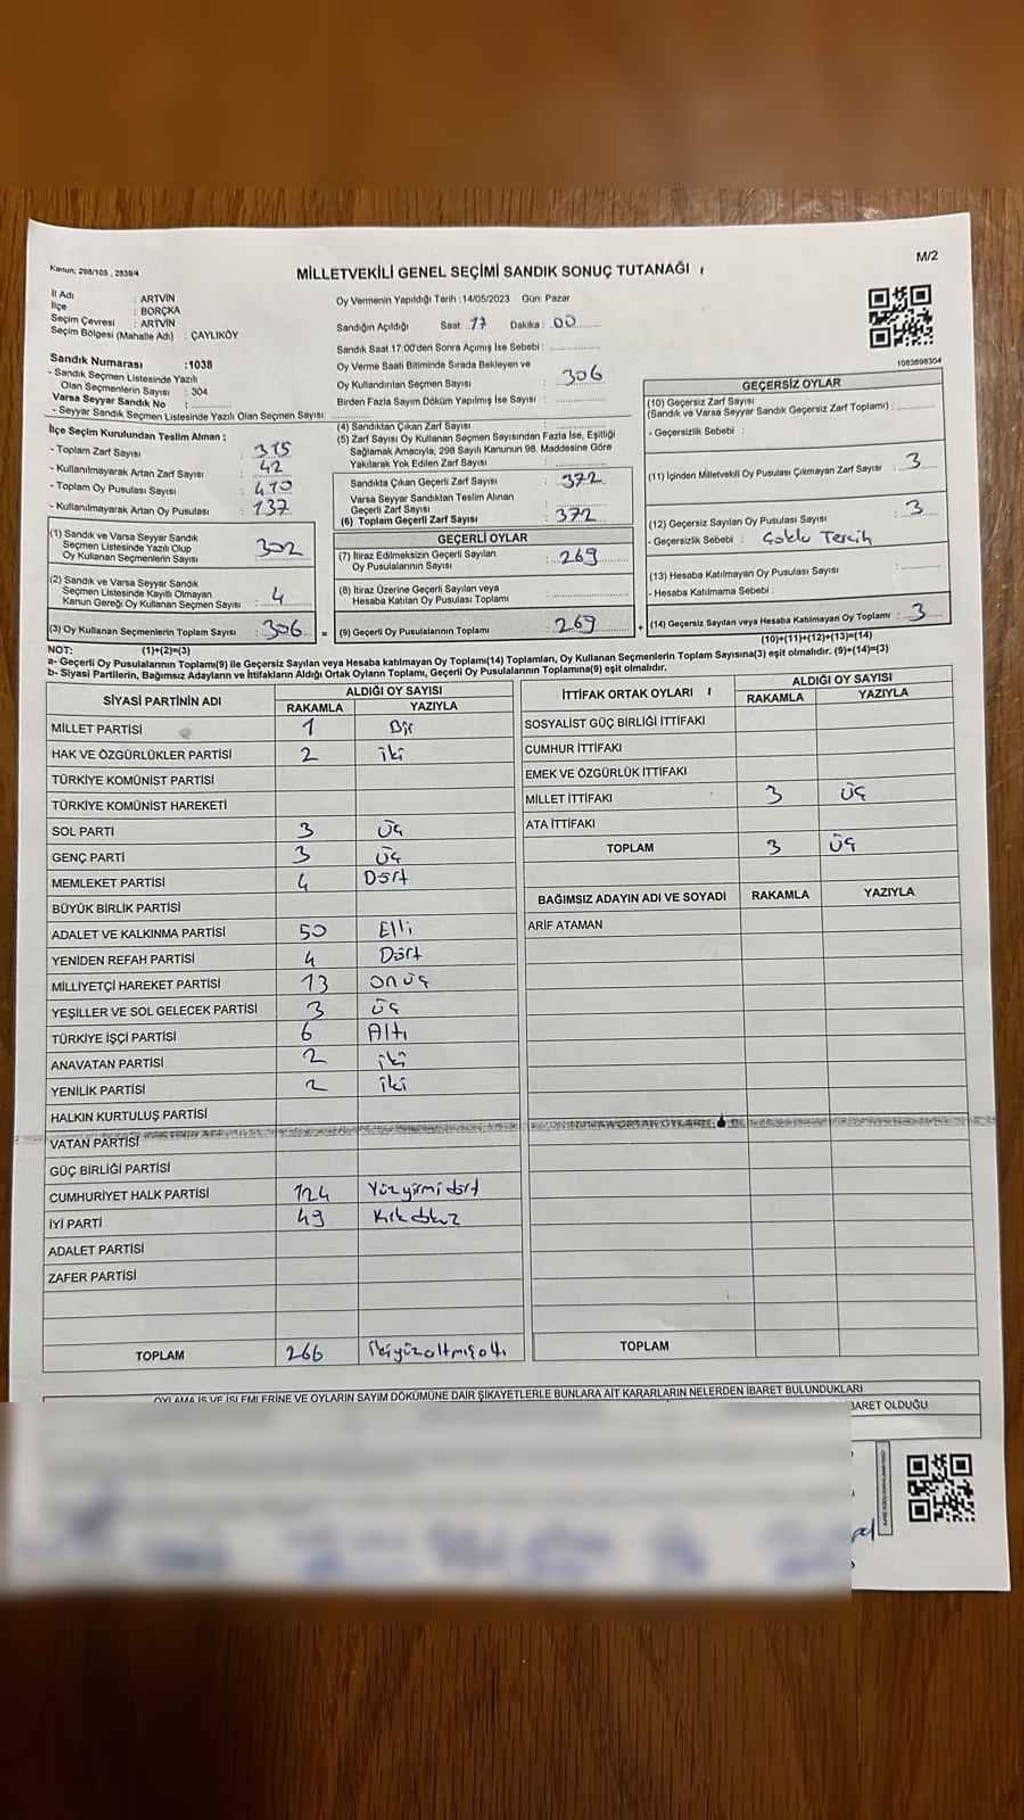 Kanun: 298/105 , 2839/4
MİLLETVEKİLİ GENEL SEÇİMİ SANDIK SONUÇ TUTANAĞI
M/2
İl Adı : ARTVİN
İlçe : BORÇKA
Seçim Çevresi : ARTVİN
Seçim Bölgesi (Mahalle Adı) : ÇAYLIKÖY
Oy Vermenin Yapıldığı Tarih :14/05/2023 Gün: Pazar
Sandığın Açıldığı Saat: 17 Dakika: 00
Sandık Saat 17:00'den Sonra Açımış İse Sebebi :
Oy Verme Saati Bitiminde Sırada Bekleyen ve
Oy Kullandırılan Seçmen Sayısı : 306
Birden Fazla Sayım Döküm Yapılmış İse Sayısı :
1083698304
Sandık Numarası :1038
- Sandık Seçmen Listesinde Yazılı
Olan Seçmenlerin Sayısı : 304
Varsa Seyyar Sandık No :
- Seyyar Sandık Seçmen Listesinde Yazılı Olan Seçmen Sayısı:
İlçe Seçim Kurulundan Teslim Alınan :
- Toplam Zarf Sayısı : 315
- Kullanılmayarak Artan Zarf Sayısı : 42
- Toplam Oy Pusulası Sayısı : 410
- Kullanılmayarak Artan Oy Pusulası : 137
(1) Sandık ve Varsa Seyyar Sandık
Seçmen Listesinde Yazılı Olup
Oy Kullanan Seçmenlerin Sayısı : 302
(2) Sandık ve Varsa Seyyar Sandık
Seçmen Listesinde Kayıtlı Olmayan
Kanun Gereği Oy Kullanan Seçmen Sayısı : 4
(3) Oy Kullanan Seçmenlerin Toplam Sayısı : 306 =
(1)+(2)=(3)
(4) Sandıktan Çıkan Zarf Sayısı :
(5) Zarf Sayısı Oy Kullanan Seçmen Sayısından Fazla İse, Eşitliği
Sağlamak Amacıyla, 298 Sayılı Kanunun 98. Maddesine Göre
Yakılarak Yok Edilen Zarf Sayısı :
Sandıkta Çıkan Geçerli Zarf Sayısı : 372
Varsa Seyyar Sandıktan Teslim Alınan
Geçerli Zarf Sayısı :
(6) Toplam Geçerli Zarf Sayısı : 372
GEÇERLİ OYLAR
(7) İtiraz Edilmeksizin Geçerli Sayılan
Oy Pusulalarının Sayısı : 269
(8) İtiraz Üzerine Geçerli Sayılan veya
Hesaba Katılan Oy Pusulası Toplamı :
(9) Geçerli Oy Pusulalarının Toplamı : 269 +
GEÇERSİZ OYLAR
(10) Geçersiz Zarf Sayısı
(Sandık ve Varsa Seyyar Sandık Geçersiz Zarf Toplamı) :
- Geçersizlik Sebebi :
(11) İçinden Milletvekili Oy Pusulası Çıkmayan Zarf Sayısı : 3
(12) Geçersiz Sayılan Oy Pusulası Sayısı : 3
- Geçersizlik Sebebi : Çoklu Tercih
(13) Hesaba Katılmayan Oy Pusulası Sayısı :
- Hesaba Katılmama Sebebi :
(14) Geçersiz Sayılan veya Hesaba Katılmayan Oy Toplamı : 3
(10)+(11)+(12)+(13)=(14)
NOT:
a- Geçerli Oy Pusulalarının Toplamı(9) ile Geçersiz Sayılan veya Hesaba katılmayan Oy Toplamı(14) Toplamları, Oy Kullanan Seçmenlerin Toplam Sayısına(3) eşit olmalıdır. (9)+(14)=(3)
b- Siyasi Partilerin, Bağımsız Adayların ve İttifakların Aldığı Ortak Oyların Toplamı, Geçerli Oy Pusulalarının Toplamına(9) eşit olmalıdır.
SİYASİ PARTİNİN ADI ALDIĞI OY SAYISI
RAKAMLA YAZIYLA
MİLLET PARTİSİ 1 Bir
HAK VE ÖZGÜRLÜKLER PARTİSİ 2 iki
TÜRKİYE KOMÜNİST PARTİSİ
TÜRKİYE KOMÜNİST HAREKETİ
SOL PARTİ 3 Üç
GENÇ PARTİ 3 Üç
MEMLEKET PARTİSİ 4 Dört
BÜYÜK BİRLİK PARTİSİ
ADALET VE KALKINMA PARTİSİ 50 Elli
YENİDEN REFAH PARTİSİ 4 Dört
MİLLİYETÇİ HAREKET PARTİSİ 13 onüç
YEŞİLLER VE SOL GELECEK PARTİSİ 3 üç
TÜRKİYE İŞÇİ PARTİSİ 6 Altı
ANAVATAN PARTİSİ 2 iki
YENİLİK PARTİSİ 2 iki
HALKIN KURTULUŞ PARTİSİ
VATAN PARTİSİ
GÜÇ BİRLİĞİ PARTİSİ
CUMHURİYET HALK PARTİSİ 124 Yüzyirmidört
İYİ PARTİ 49 Kırkdokuz
ADALET PARTİSİ
ZAFER PARTİSİ
TOPLAM 266 ikiyüzaltmışaltı
İTTİFAK ORTAK OYLARI ALDIĞI OY SAYISI
RAKAMLA YAZIYLA
SOSYALİST GÜÇ BİRLİĞİ İTTİFAKI
CUMHUR İTTİFAKI
EMEK VE ÖZGÜRLÜK İTTİFAKI
MİLLET İTTİFAKI 3 üç
ATA İTTİFAKI
TOPLAM 3 üç
BAĞIMSIZ ADAYIN ADI VE SOYADI RAKAMLA YAZIYLA
ARİF ATAMAN
TOPLAM
OYLAMA İŞ VE İŞLEMLERİNE VE OYLARIN SAYIM DÖKÜMÜNE DAİR ŞİKAYETLERLE BUNLARA AİT KARARLARIN NELERDEN İBARET BULUNDUKLARI
BARET OLDUĞU